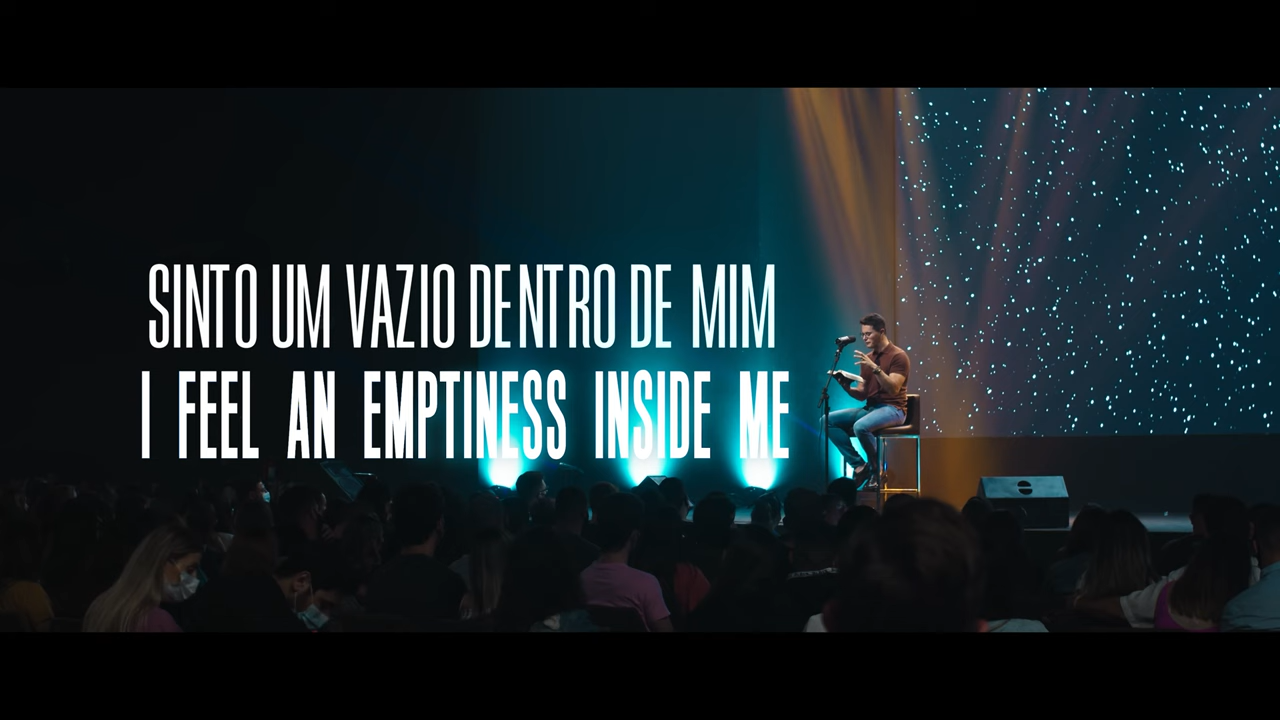 SINTO UM VAZIO DENTRO DE MIM
I FEEL AN EMPTINESS INSIDE ME